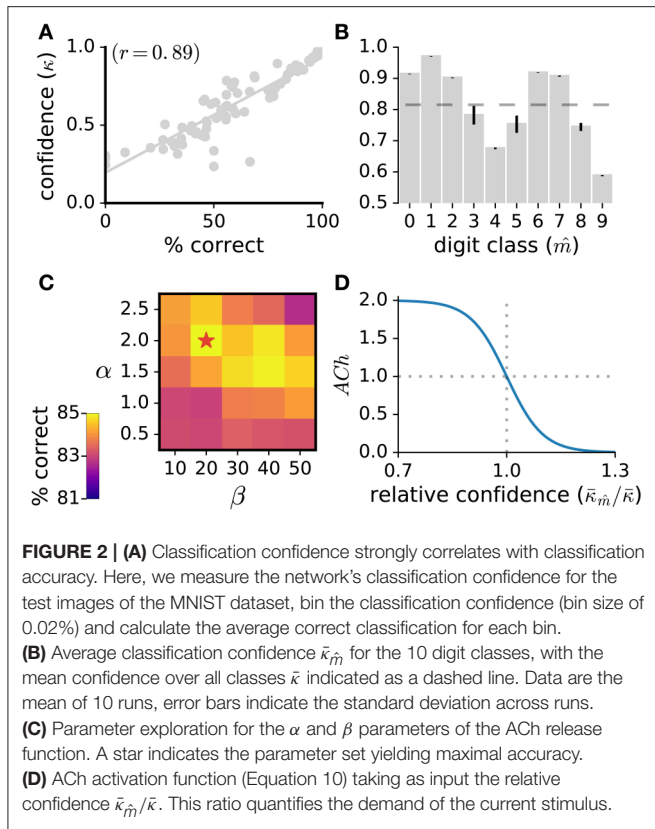 A
B
(r = 0.89)
confidence (κ)
1.0
0.5
0.0
0
50
100
% correct
1.0
0.9
0.8
0.7
0.6
0.5
0 1 2 3 4 5 6 7 8 9
digit class (m̂)
C
D
α
2.5
2.0
1.5
1.0
0.5
10 20 30 40 50
β
% correct
85
83
81
ACh
2.0
1.5
1.0
0.5
0.0
0.7
1.0
1.3
relative confidence (κ̄m̂/κ̄)
FIGURE 2 | (A) Classification confidence strongly correlates with classification
accuracy. Here, we measure the network's classification confidence for the
test images of the MNIST dataset, bin the classification confidence (bin size of
0.02%) and calculate the average correct classification for each bin.
(B) Average classification confidence κ̄m̂ for the 10 digit classes, with the
mean confidence over all classes κ̄ indicated as a dashed line. Data are the
mean of 10 runs, error bars indicate the standard deviation across runs.
(C) Parameter exploration for the α and β parameters of the ACh release
function. A star indicates the parameter set yielding maximal accuracy.
(D) ACh activation function (Equation 10) taking as input the relative
confidence κ̄m̂/κ̄. This ratio quantifies the demand of the current stimulus.